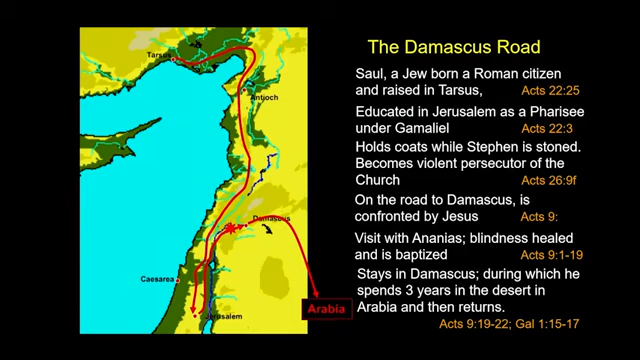 The Damascus Road
Saul, a Jew born a Roman citizen
and raised in Tarsus, Acts 22:25
Educated in Jerusalem as a Pharisee
under Gamaliel Acts 22:3
Holds coats while Stephen is stoned.
Becomes violent persecutor of the
Church Acts 26:9f
On the road to Damascus, is
confronted by Jesus Acts 9:
Visit with Ananias; blindness healed
and is baptized Acts 9:1-19
Stays in Damascus; during which he
spends 3 years in the desert in
Arabia and then returns.
Acts 9:19-22; Gal 1:15-17
Tarsus
Antioch
Damascus
Caesarea
Jerusalem
Arabia